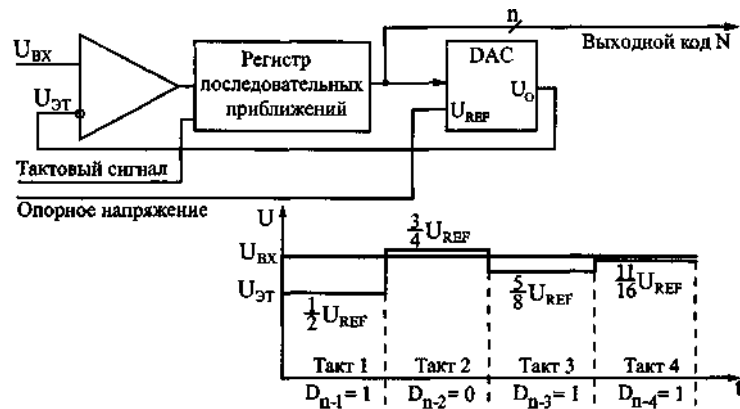 n
Выходной код N
U_ВХ
U_ЭТ
Регистр
последовательных
приближений
DAC
U_O
U_REF
Тактовый сигнал
Опорное напряжение
U
3/4 U_REF
U_ВХ
U_ЭТ
1/2 U_REF
5/8 U_REF
11/16 U_REF
Такт 1 Такт 2 Такт 3 Такт 4
t
D_n-1 = 1 D_n-2 = 0 D_n-3 = 1 D_n-4 = 1